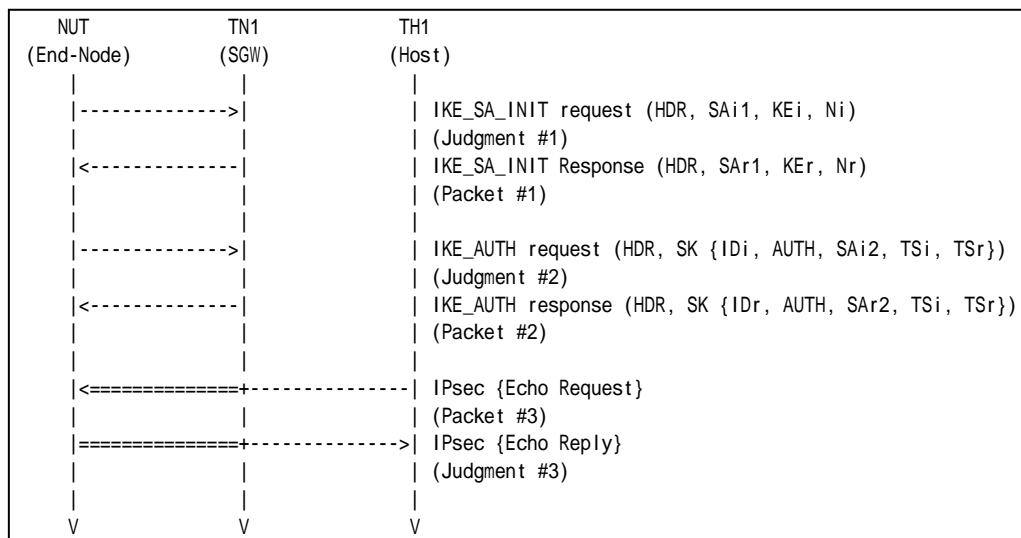 NUT TN1 TH1
(End-Node) (SGW) (Host)
| | |
|-------------->| | IKE_SA_INIT request (HDR, SAi1, KEi, Ni)
| | | (Judgment #1)
|<--------------| | IKE_SA_INIT Response (HDR, SAr1, KEr, Nr)
| | | (Packet #1)
| | |
|-------------->| | IKE_AUTH request (HDR, SK {IDi, AUTH, SAi2, TSi, TSr})
| | | (Judgment #2)
|<--------------| | IKE_AUTH response (HDR, SK {IDr, AUTH, SAr2, TSi, TSr})
| | | (Packet #2)
| | |
|<==============+---------------| IPsec {Echo Request}
| | | (Packet #3)
|===============+-------------->| IPsec {Echo Reply}
| | | (Judgment #3)
| | |
V V V